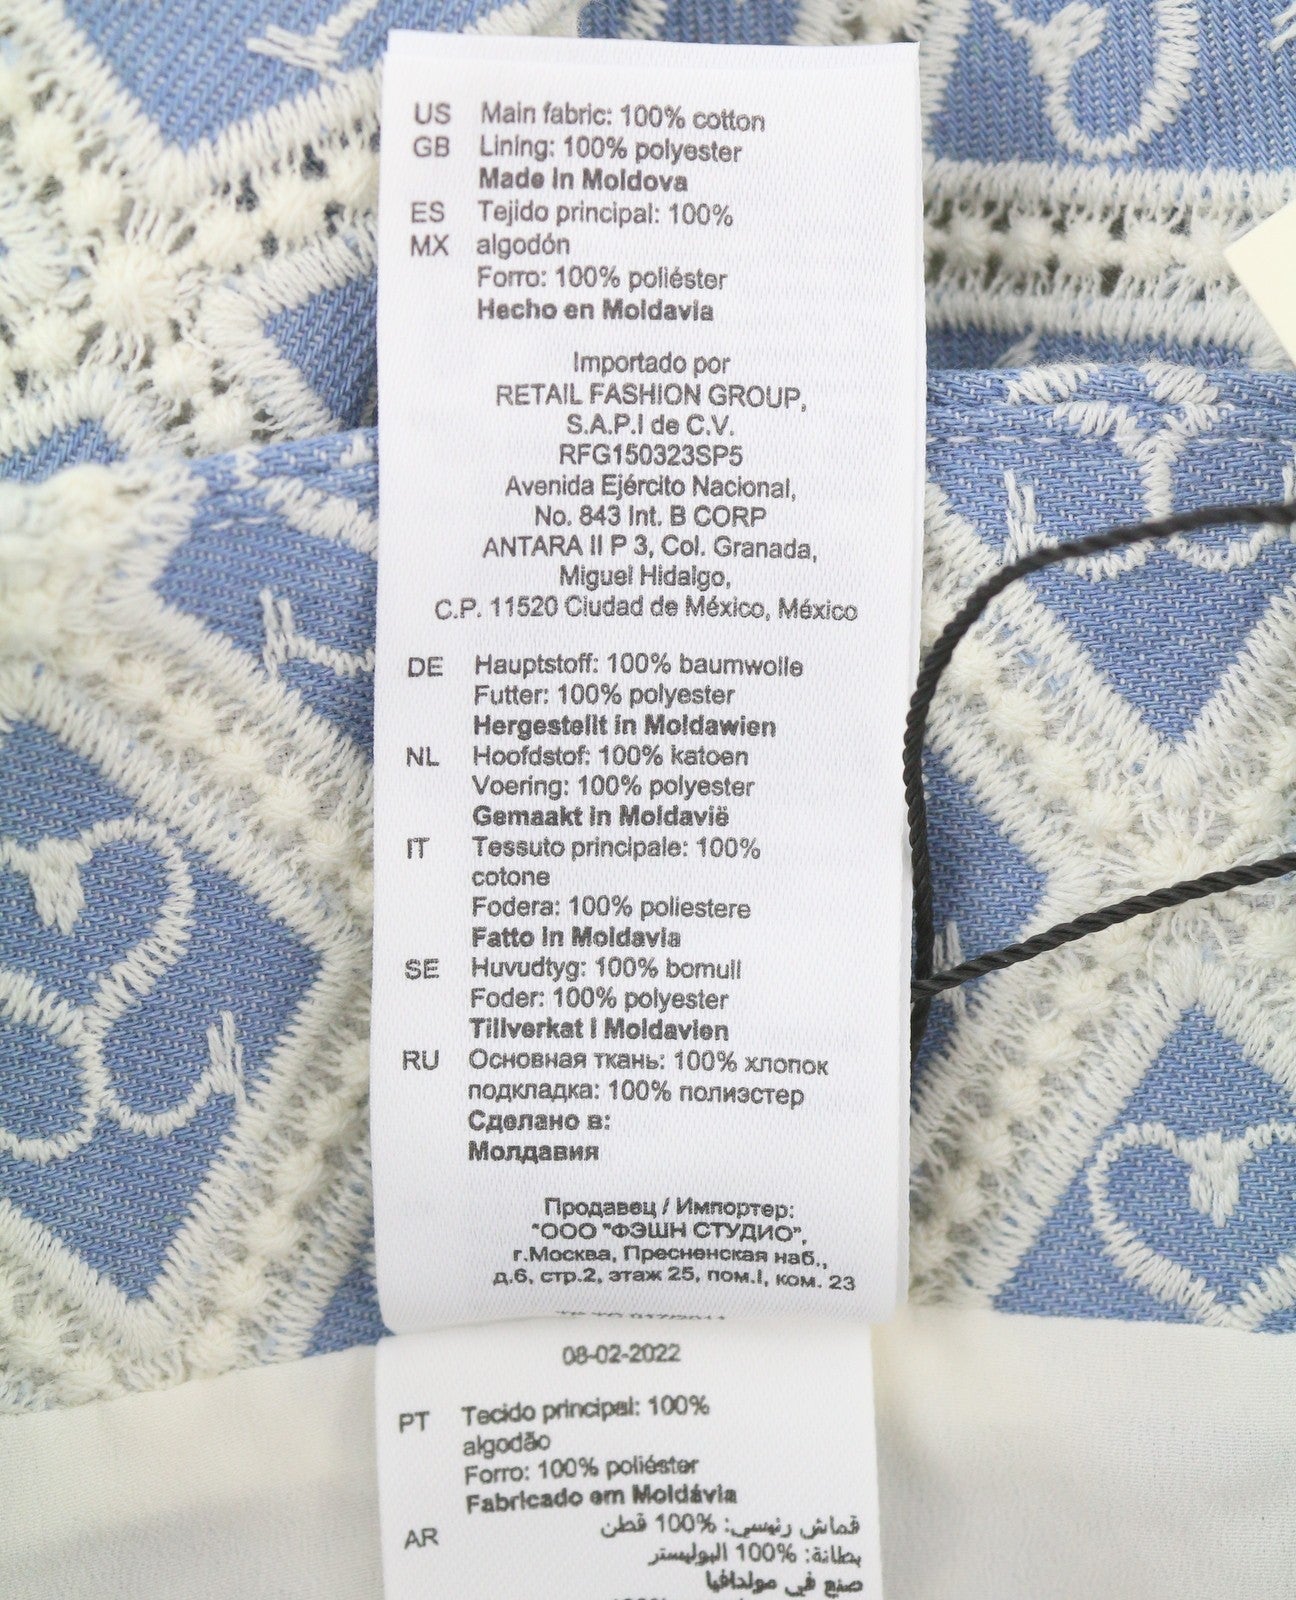 US Main fabric: 100% cotton
GB Lining: 100% polyester
Made in Moldova
ES Tejido principal: 100%
MX algodón
Forro: 100% poliéster
Hecho en Moldavia
Importado por
RETAIL FASHION GROUP,
S.A.P.I de C.V.
RFG150323SP5
Avenida Ejército Nacional,
No. 843 Int. B CORP
ANTARA II P 3, Col. Granada,
Miguel Hidalgo,
C.P. 11520 Ciudad de México, México
DE Hauptstoff: 100% baumwolle
Futter: 100% polyester
Hergestellt in Moldawien
NL Hoofdstof: 100% katoen
Voering: 100% polyester
Gemaakt in Moldavië
IT Tessuto principale: 100%
cotone
Fodera: 100% poliestere
Fatto in Moldavia
SE Huvudtyg: 100% bomull
Foder: 100% polyester
Tillverkat i Moldavien
RU Основная ткань: 100% хлопок
подкладка: 100% полиэстер
Сделано в:
Молдавия
Продавец / Импортер:
"ООО "ФЭШН СТУДИО",
г.Москва, Пресненская наб.,
д.6, стр.2, этаж 25, пом.I, ком. 23
08-02-2022
PT Tecido principal: 100%
algodão
Forro: 100% poliéster
Fabricado em Moldávia
AR قماش رئيسي: %100 قطن
بطانة: %100 البوليستر
صنع في مولدافيا